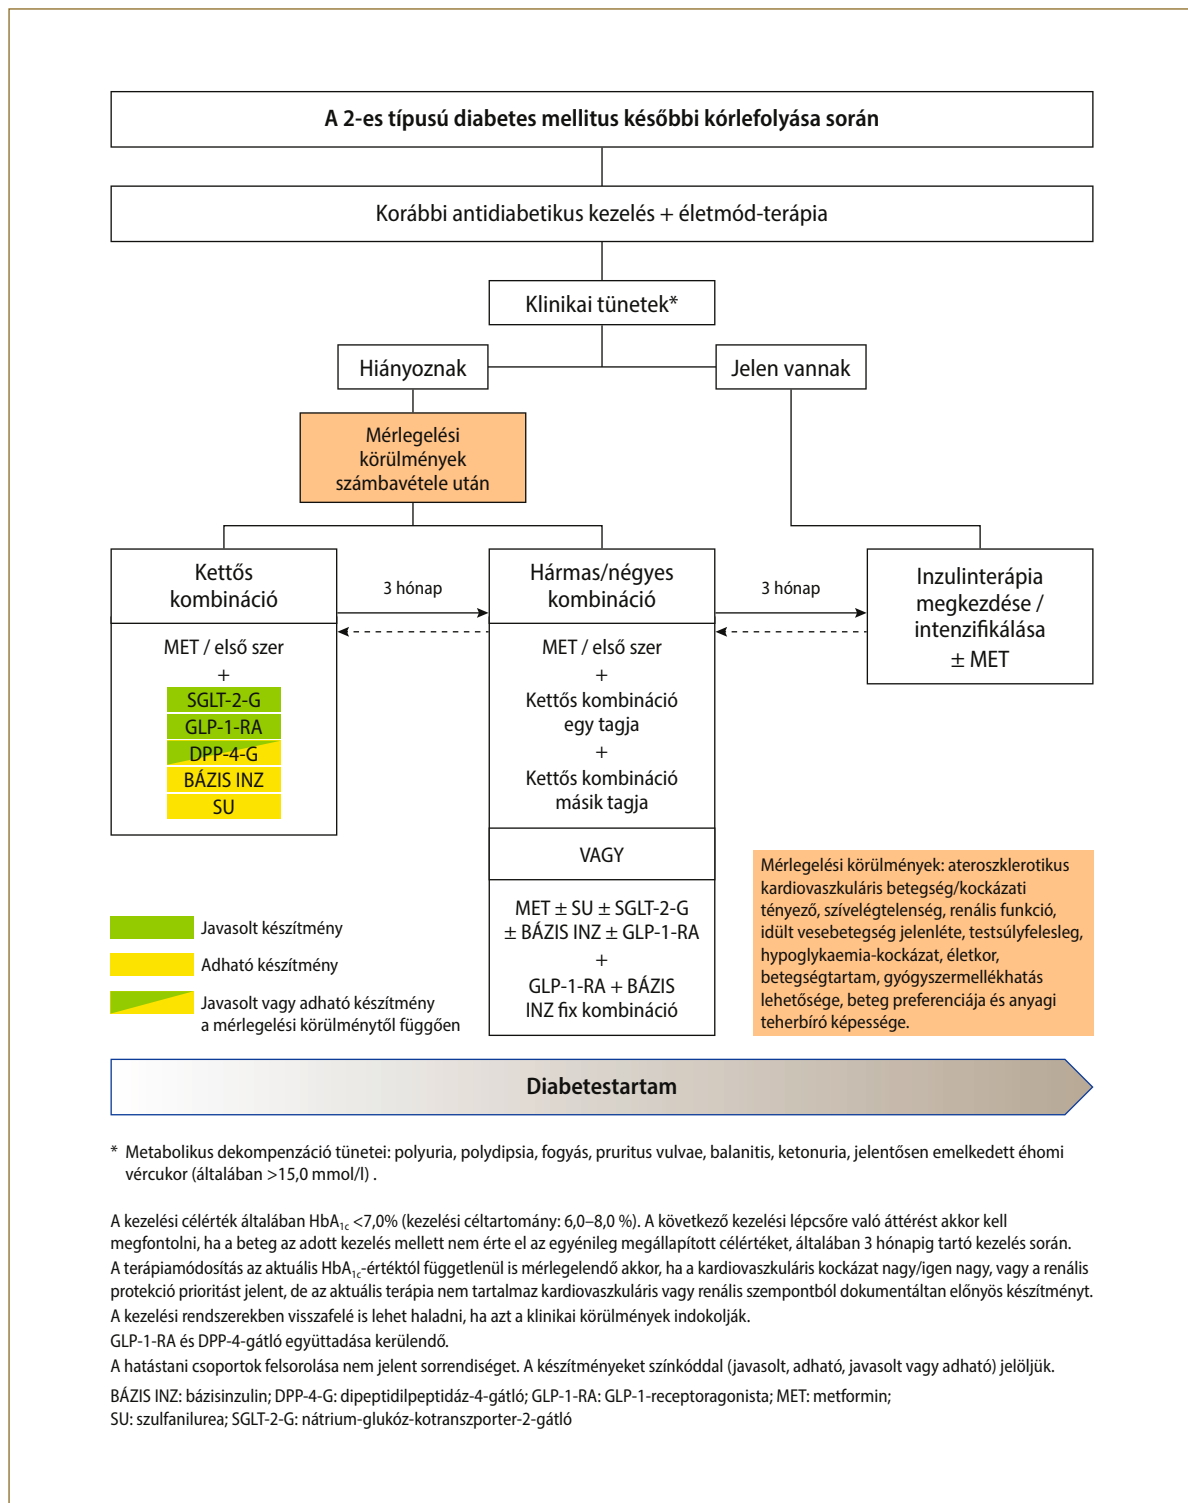 A 2-es típusú diabetes mellitus későbbi kórlefolyása során
Korábbi antidiabetikus kezelés + életmód-terápia
Klinikai tünetek*
Hiányoznak
Jelen vannak
Mérlegelési
körülmények
számbavétele után
Kettős
kombináció
MET / első szer
+
SGLT-2-G
GLP-1-RA
DPP-4-G
BÁZIS INZ
SU
3 hónap
Hármas/négyes
kombináció
MET / első szer
+
Kettős kombináció
egy tagja
+
Kettős kombináció
másik tagja
VAGY
MET ± SU ± SGLT-2-G
± BÁZIS INZ ± GLP-1-RA
+
GLP-1-RA + BÁZIS
INZ fix kombináció
3 hónap
Inzulinterápia
megkezdése /
intenzifikálása
± MET
Javasolt készítmény
Adható készítmény
Javasolt vagy adható készítmény
a mérlegelési körülménytől függően
Mérlegelési körülmények: ateroszklerotikus
kardiovaszkuláris betegség/kockázati
tényező, szívelégtelenség, renális funkció,
idült vesebetegség jelenléte, testsúlyfelesleg,
hypoglykaemia-kockázat, életkor,
betegségtartam, gyógyszermellékhatás
lehetősége, beteg preferenciája és anyagi
teherbíró képessége.
Diabetestartam
* Metabolikus dekompenzáció tünetei: polyuria, polydipsia, fogyás, pruritus vulvae, balanitis, ketonuria, jelentősen emelkedett éhomi
vércukor (általában >15,0 mmol/l) .
A kezelési célérték általában HbA1c <7,0% (kezelési céltartomány: 6,0–8,0 %). A következő kezelési lépcsőre való áttérést akkor kell
megfontolni, ha a beteg az adott kezelés mellett nem érte el az egyénileg megállapított célértéket, általában 3 hónapig tartó kezelés során.
A terápiamódosítás az aktuális HbA1c-értéktól függetlenül is mérlegelendő akkor, ha a kardiovaszkuláris kockázat nagy/igen nagy, vagy a renális
protekció prioritást jelent, de az aktuális terápia nem tartalmaz kardiovaszkuláris vagy renális szempontból dokumentáltan előnyös készítményt.
A kezelési rendszerekben visszafelé is lehet haladni, ha azt a klinikai körülmények indokolják.
GLP-1-RA és DPP-4-gátló együttadása kerülendő.
A hatástani csoportok felsorolása nem jelent sorrendiséget. A készítményeket színkóddal (javasolt, adható, javasolt vagy adható) jelöljük.
BÁZIS INZ: bázisinzulin; DPP-4-G: dipeptidilpeptidáz-4-gátló; GLP-1-RA: GLP-1-receptoragonista; MET: metformin;
SU: szulfanilurea; SGLT-2-G: nátrium-glukóz-kotranszporter-2-gátló